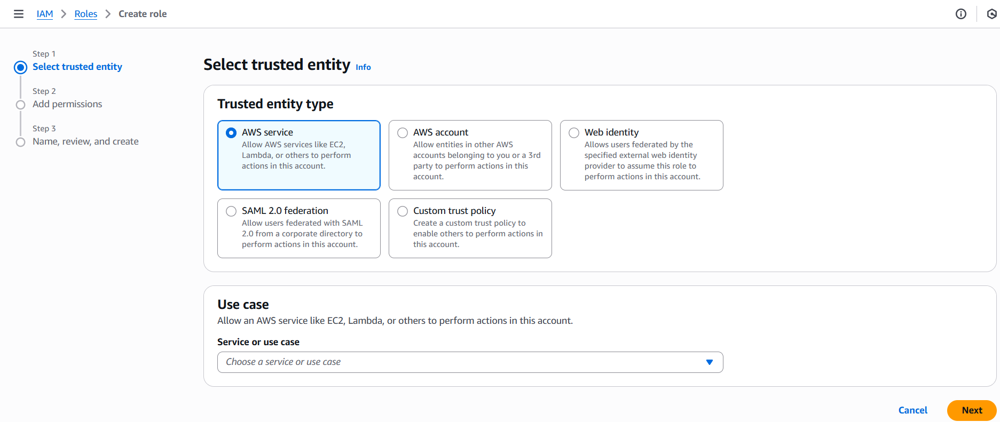 IAM > Roles > Create role
Step 1
Select trusted entity
Step 2
Add permissions
Step 3
Name, review, and create
Select trusted entity Info
Trusted entity type
AWS service
Allow AWS services like EC2,
Lambda, or others to perform
actions in this account.
AWS account
Allow entities in other AWS
accounts belonging to you or a 3rd
party to perform actions in this
account.
Web identity
Allows users federated by the
specified external web identity
provider to assume this role to
perform actions in this account.
SAML 2.0 federation
Allow users federated with SAML
2.0 from a corporate directory to
perform actions in this account.
Custom trust policy
Create a custom trust policy to
enable others to perform actions in
this account.
Use case
Allow an AWS service like EC2, Lambda, or others to perform actions in this account.
Service or use case
Choose a service or use case
Cancel Next